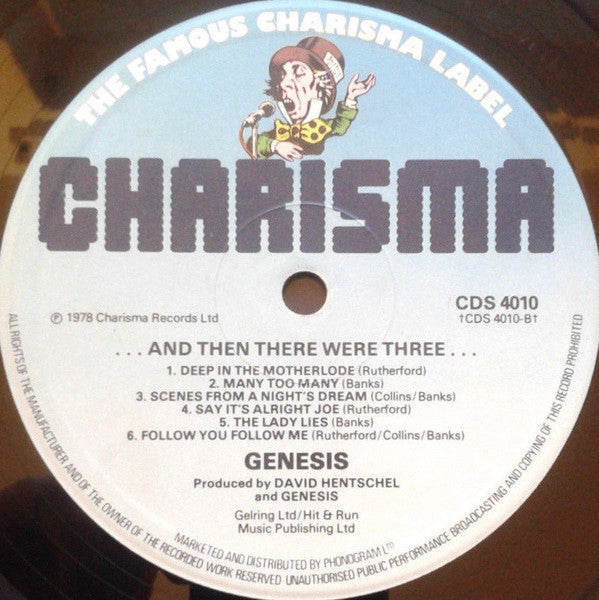 THE FAMOUS CHARISMA LABEL
CHARISMA
℗ 1978 Charisma Records Ltd
CDS 4010
†CDS 4010-B†
. . . AND THEN THERE WERE THREE . . .
1. DEEP IN THE MOTHERLODE (Rutherford)
2. MANY TOO MANY (Banks)
3. SCENES FROM A NIGHT'S DREAM (Collins/Banks)
4. SAY IT'S ALRIGHT JOE (Rutherford)
5. THE LADY LIES (Banks)
6. FOLLOW YOU FOLLOW ME (Rutherford/Collins/Banks)
GENESIS
Produced by DAVID HENTSCHEL
and GENESIS
Gelring Ltd/Hit & Run
Music Publishing Ltd
MARKETED AND DISTRIBUTED BY PHONOGRAM LTD
ALL RIGHTS OF THE MANUFACTURER AND OF THE OWNER OF THE RECORDED WORK RESERVED UNAUTHORISED PUBLIC PERFORMANCE BROADCASTING AND COPYING OF THIS RECORD PROHIBITED